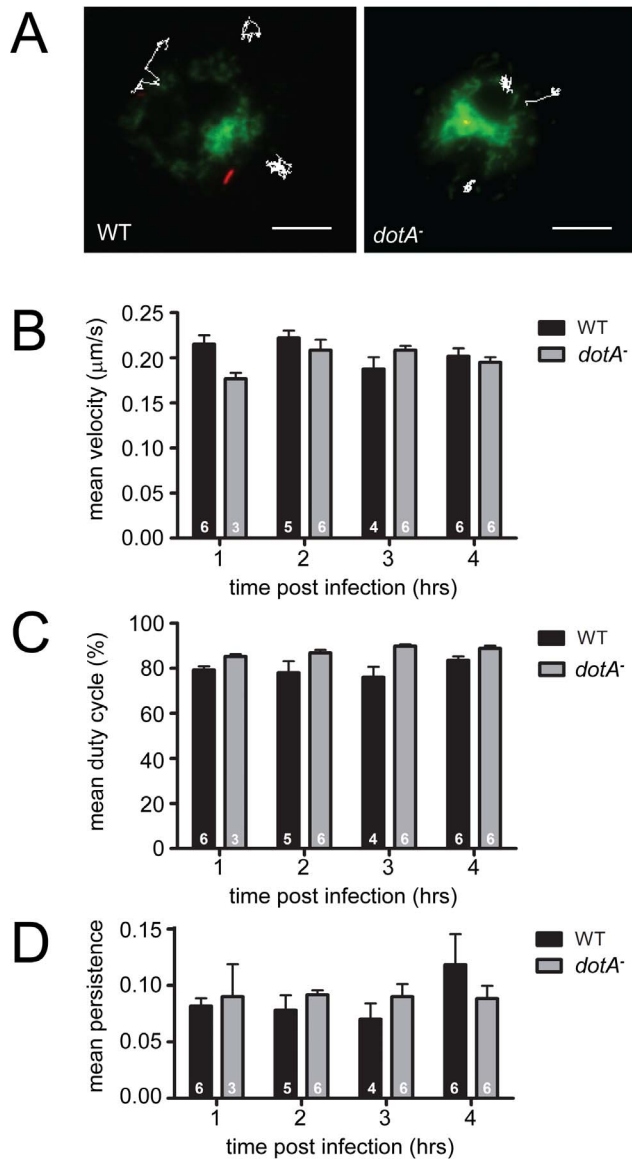 A
WT
dotA-
B
mean velocity (μm/s)
0.25
0.20
0.15
0.10
0.05
0.00
6 3 5 6 4 6 6 6
1 2 3 4
time post infection (hrs)
WT
dotA-
C
mean duty cycle (%)
100
80
60
80
40
20
0
6 3 5 6 4 6 6 6
1 2 3 4
time post infection (hrs)
WT
dotA-
D
mean persistence
0.15
0.10
0.05
0.00
6 3 5 6 4 6 6 6
1 2 3 4
time post infection (hrs)
WT
dotA-